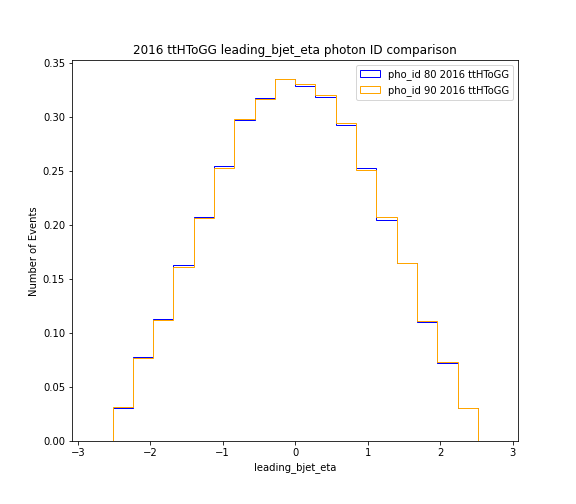 2016 ttHToGG leading_bjet_eta photon ID comparison
pho_id 80 2016 ttHToGG
pho_id 90 2016 ttHToGG
Number of Events
0.35
0.30
0.25
0.20
0.15
0.10
0.05
0.00
−3 −2 −1 0 1 2 3
leading_bjet_eta